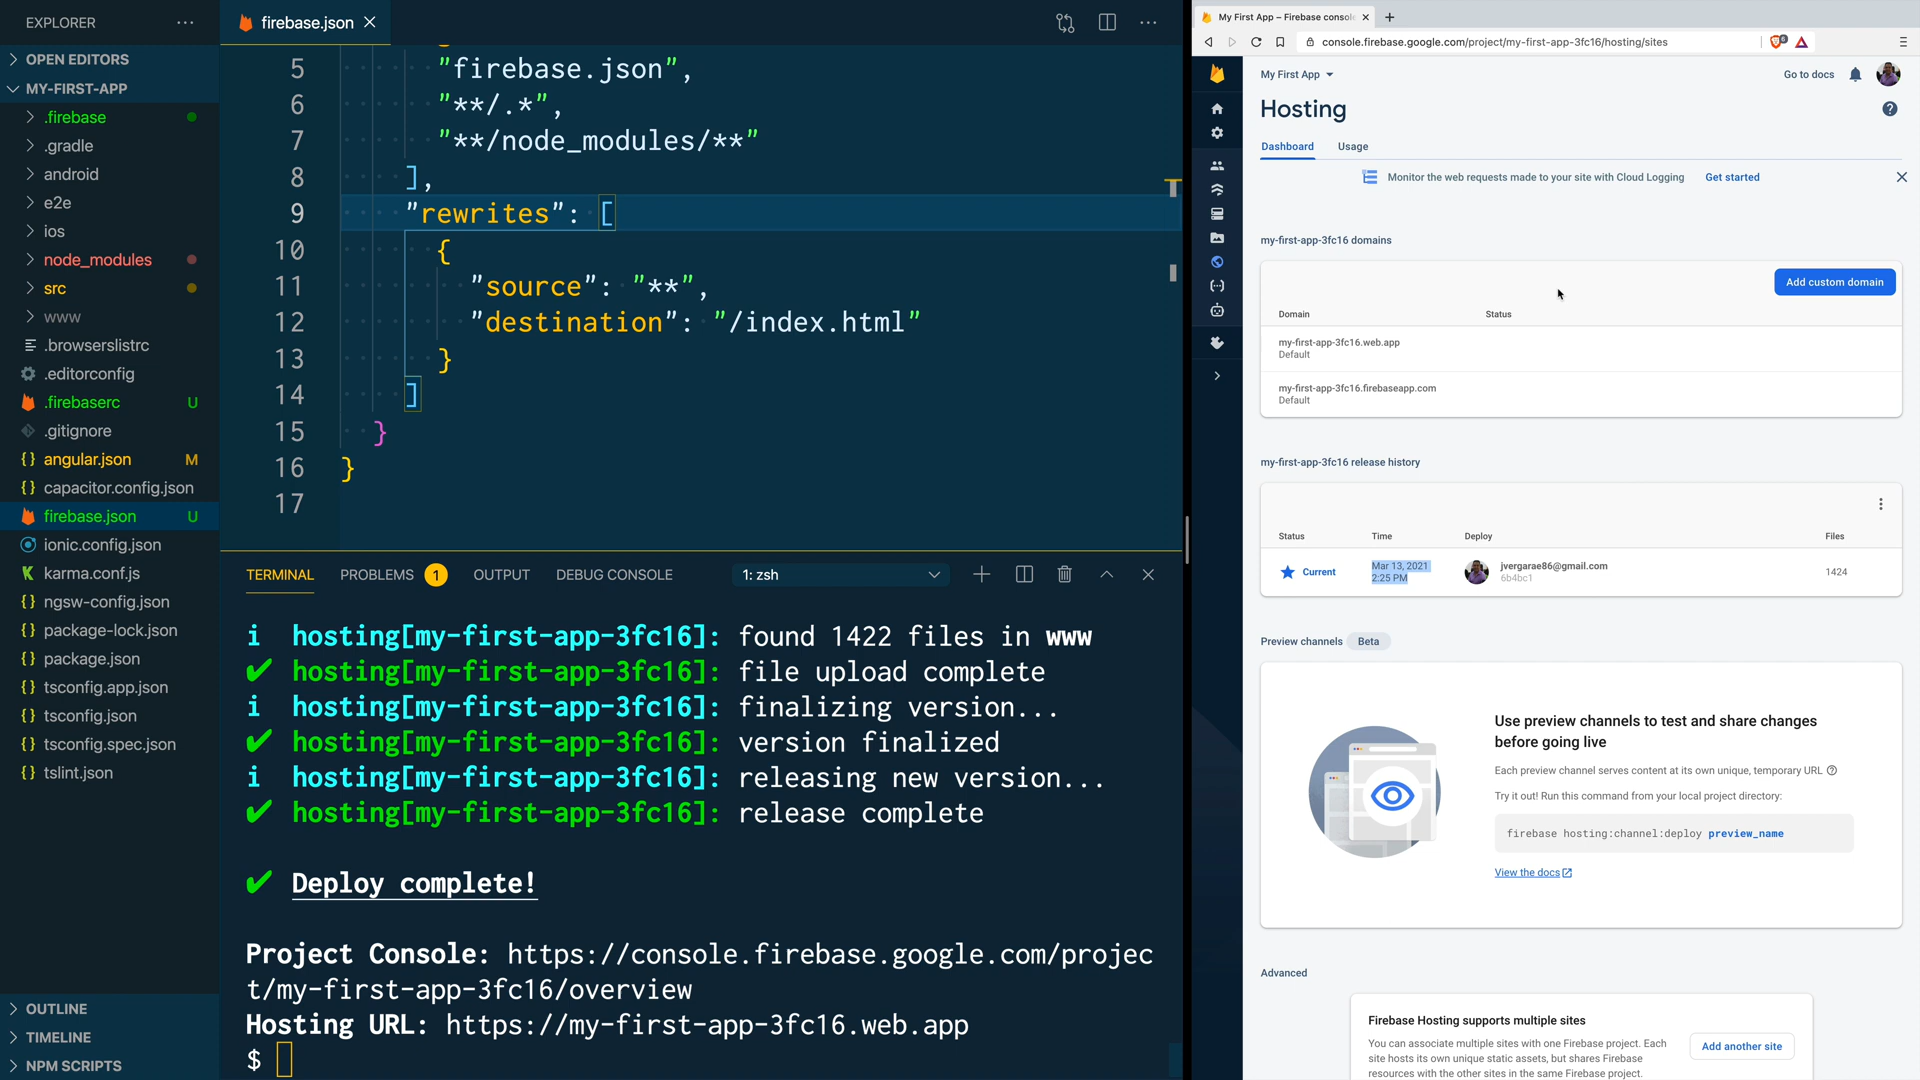 EXPLORER
OPEN EDITORS
MY-FIRST-APP
.firebase
.gradle
android
e2e
ios
node_modules
src
www
.browserslistrc
.editorconfig
.firebaserc U
.gitignore
angular.json M
capacitor.config.json
firebase.json U
ionic.config.json
karma.conf.js
ngsw-config.json
package-lock.json
package.json
tsconfig.app.json
tsconfig.json
tsconfig.spec.json
tslint.json
OUTLINE
TIMELINE
NPM SCRIPTS
firebase.json
5 "firebase.json",
6 "**/.*",
7 "**/node_modules/**"
8 ],
9 "rewrites": [
10 {
11 "source": "**",
12 "destination": "/index.html"
13 }
14 ]
15 }
16 }
17
TERMINAL PROBLEMS 1 OUTPUT DEBUG CONSOLE 1: zsh
i hosting[my-first-app-3fc16]: found 1422 files in www
✔ hosting[my-first-app-3fc16]: file upload complete
i hosting[my-first-app-3fc16]: finalizing version...
✔ hosting[my-first-app-3fc16]: version finalized
i hosting[my-first-app-3fc16]: releasing new version...
✔ hosting[my-first-app-3fc16]: release complete
✔ Deploy complete!
Project Console: https://console.firebase.google.com/projec
t/my-first-app-3fc16/overview
Hosting URL: https://my-first-app-3fc16.web.app
$
My First App – Firebase consol
console.firebase.google.com/project/my-first-app-3fc16/hosting/sites
6
My First App Go to docs
Hosting
Dashboard Usage
Monitor the web requests made to your site with Cloud Logging Get started
my-first-app-3fc16 domains
Add custom domain
Domain Status
my-first-app-3fc16.web.app
Default
my-first-app-3fc16.firebaseapp.com
Default
my-first-app-3fc16 release history
Status Time Deploy Files
Current Mar 13, 2021 jvergarae86@gmail.com 1424
2:25 PM 6b4bc1
Preview channels Beta
Use preview channels to test and share changes
before going live
Each preview channel serves content at its own unique, temporary URL
Try it out! Run this command from your local project directory:
firebase hosting:channel:deploy preview_name
View the docs
Advanced
Firebase Hosting supports multiple sites
You can associate multiple sites with one Firebase project. Each
site hosts its own unique static assets, but shares Firebase
resources with the other sites in the same Firebase project.
Add another site